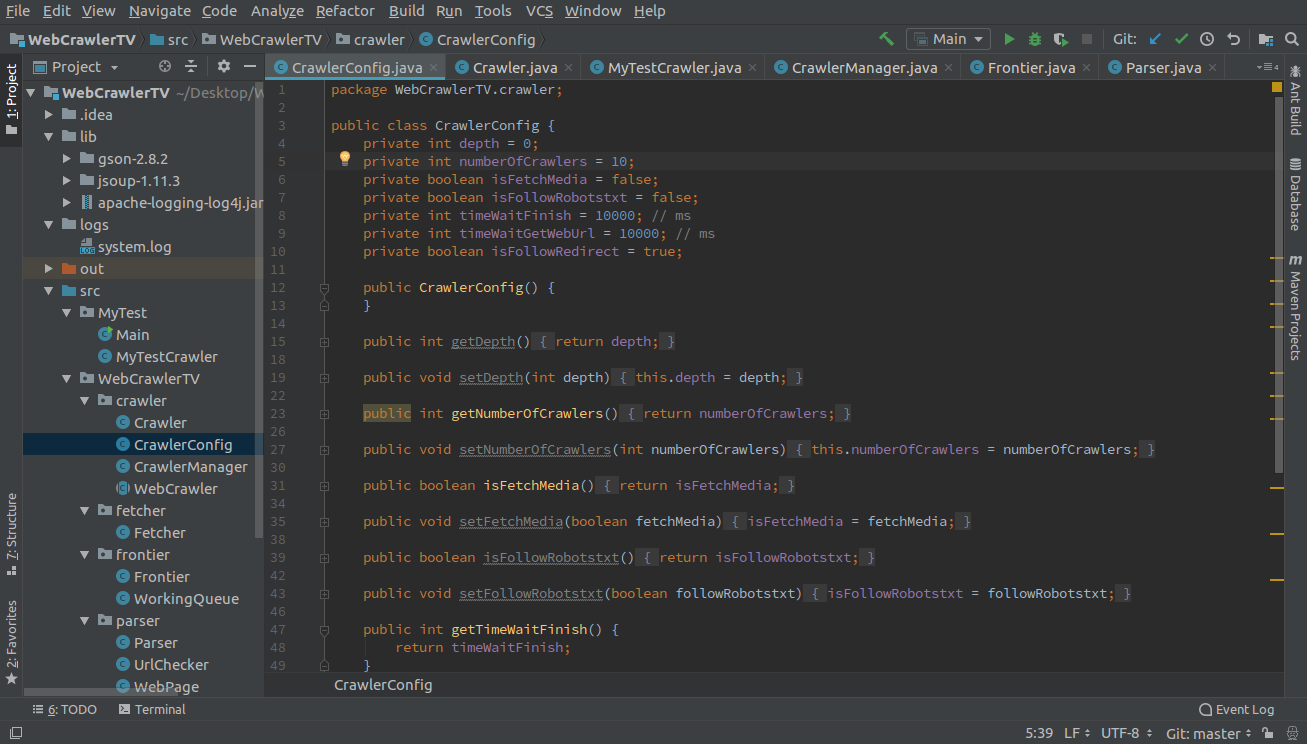 File Edit View Navigate Code Analyze Refactor Build Run Tools VCS Window Help
WebCrawlerTV src WebCrawlerTV crawler CrawlerConfig Main Git:
1: Project
Project
CrawlerConfig.java Crawler.java MyTestCrawler.java CrawlerManager.java Frontier.java Parser.java 4
WebCrawlerTV ~/Desktop/W
.idea
lib
gson-2.8.2
jsoup-1.11.3
apache-logging-log4j.jar
logs
LOG system.log
out
src
MyTest
Main
MyTestCrawler
WebCrawlerTV
crawler
Crawler
CrawlerConfig
CrawlerManager
WebCrawler
fetcher
Fetcher
frontier
Frontier
WorkingQueue
parser
Parser
UrlChecker
WebPage
7: Structure
2: Favorites
1 package WebCrawlerTV.crawler;
2
3 public class CrawlerConfig {
4 private int depth = 0;
5 private int numberOfCrawlers = 10;
6 private boolean isFetchMedia = false;
7 private boolean isFollowRobotstxt = false;
8 private int timeWaitFinish = 10000; // ms
9 private int timeWaitGetWebUrl = 10000; // ms
10 private boolean isFollowRedirect = true;
11
12 public CrawlerConfig() {
13 }
14
15 public int getDepth() { return depth; }
18
19 public void setDepth(int depth) { this.depth = depth; }
22
23 public int getNumberOfCrawlers() { return numberOfCrawlers; }
26
27 public void setNumberOfCrawlers(int numberOfCrawlers) { this.numberOfCrawlers = numberOfCrawlers; }
30
31 public boolean isFetchMedia() { return isFetchMedia; }
34
35 public void setFetchMedia(boolean fetchMedia) { isFetchMedia = fetchMedia; }
38
39 public boolean isFollowRobotstxt() { return isFollowRobotstxt; }
42
43 public void setFollowRobotstxt(boolean followRobotstxt) { isFollowRobotstxt = followRobotstxt; }
46
47 public int getTimeWaitFinish() {
48 return timeWaitFinish;
49 }
CrawlerConfig
Ant Build
Database
m Maven Projects
6: TODO Terminal Event Log
5:39 LF UTF-8 Git: master